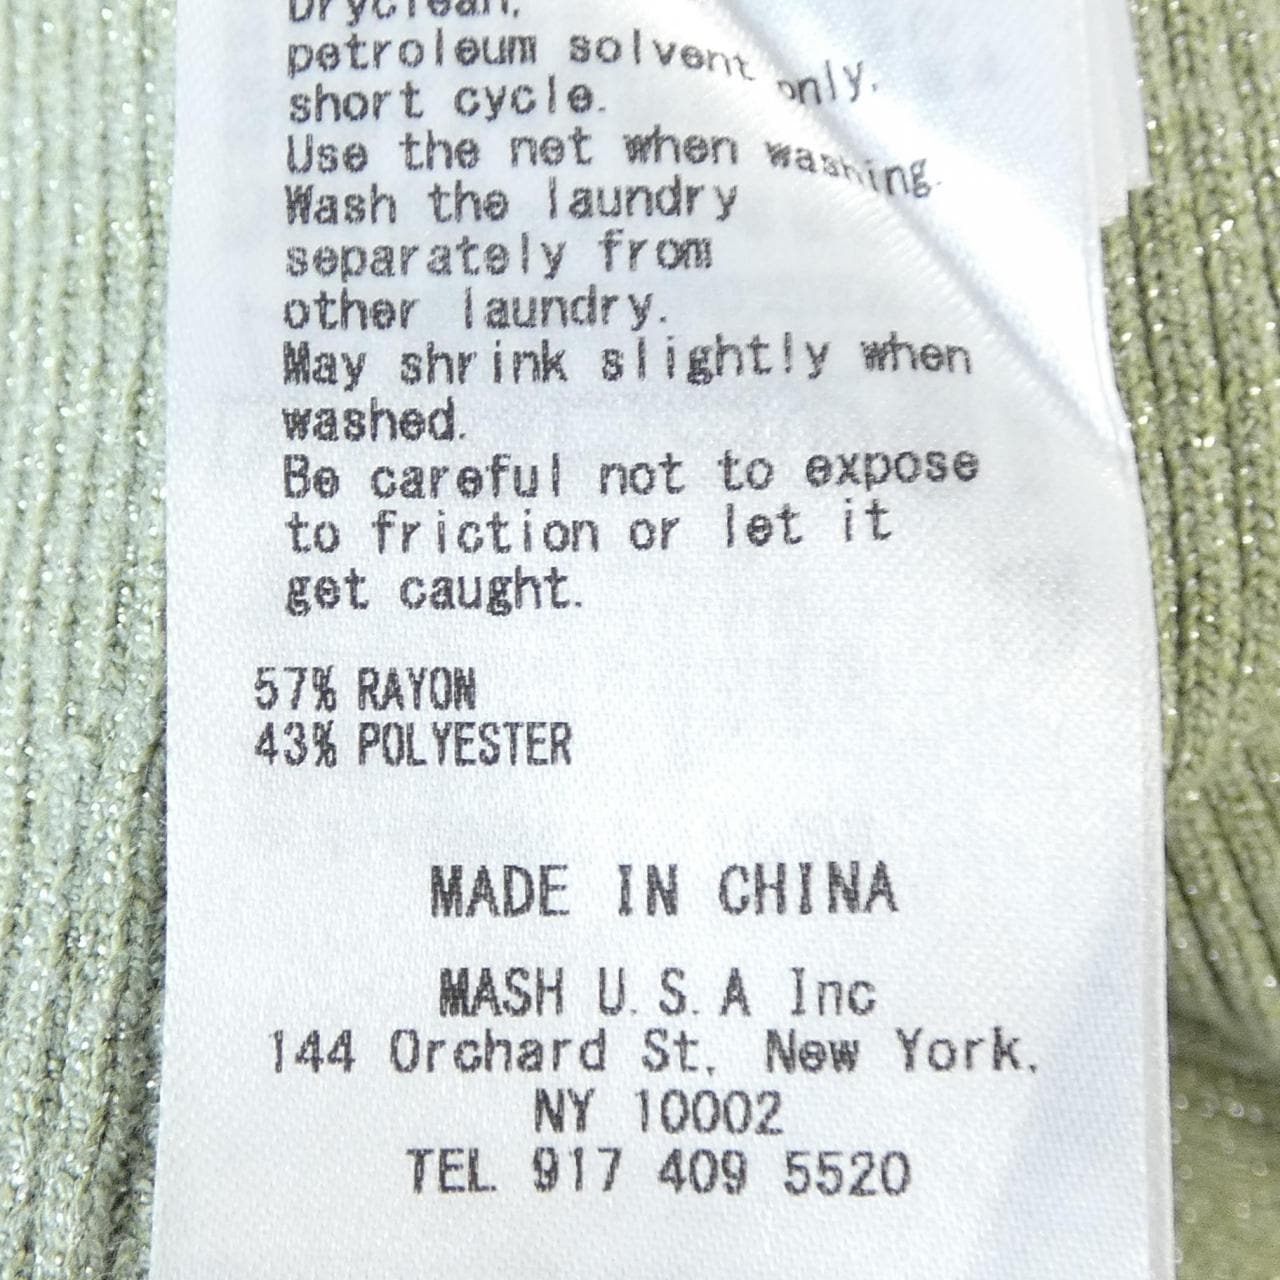 Dryclean,
petroleum solvent only,
short cycle.
Use the net when washing.
Wash the laundry
separately from
other laundry.
May shrink slightly when
washed.
Be careful not to expose
to friction or let it
get caught.
57% RAYON
43% POLYESTER
MADE IN CHINA
MASH U.S.A Inc
144 Orchard St. New York.
NY 10002
TEL 917 409 5520